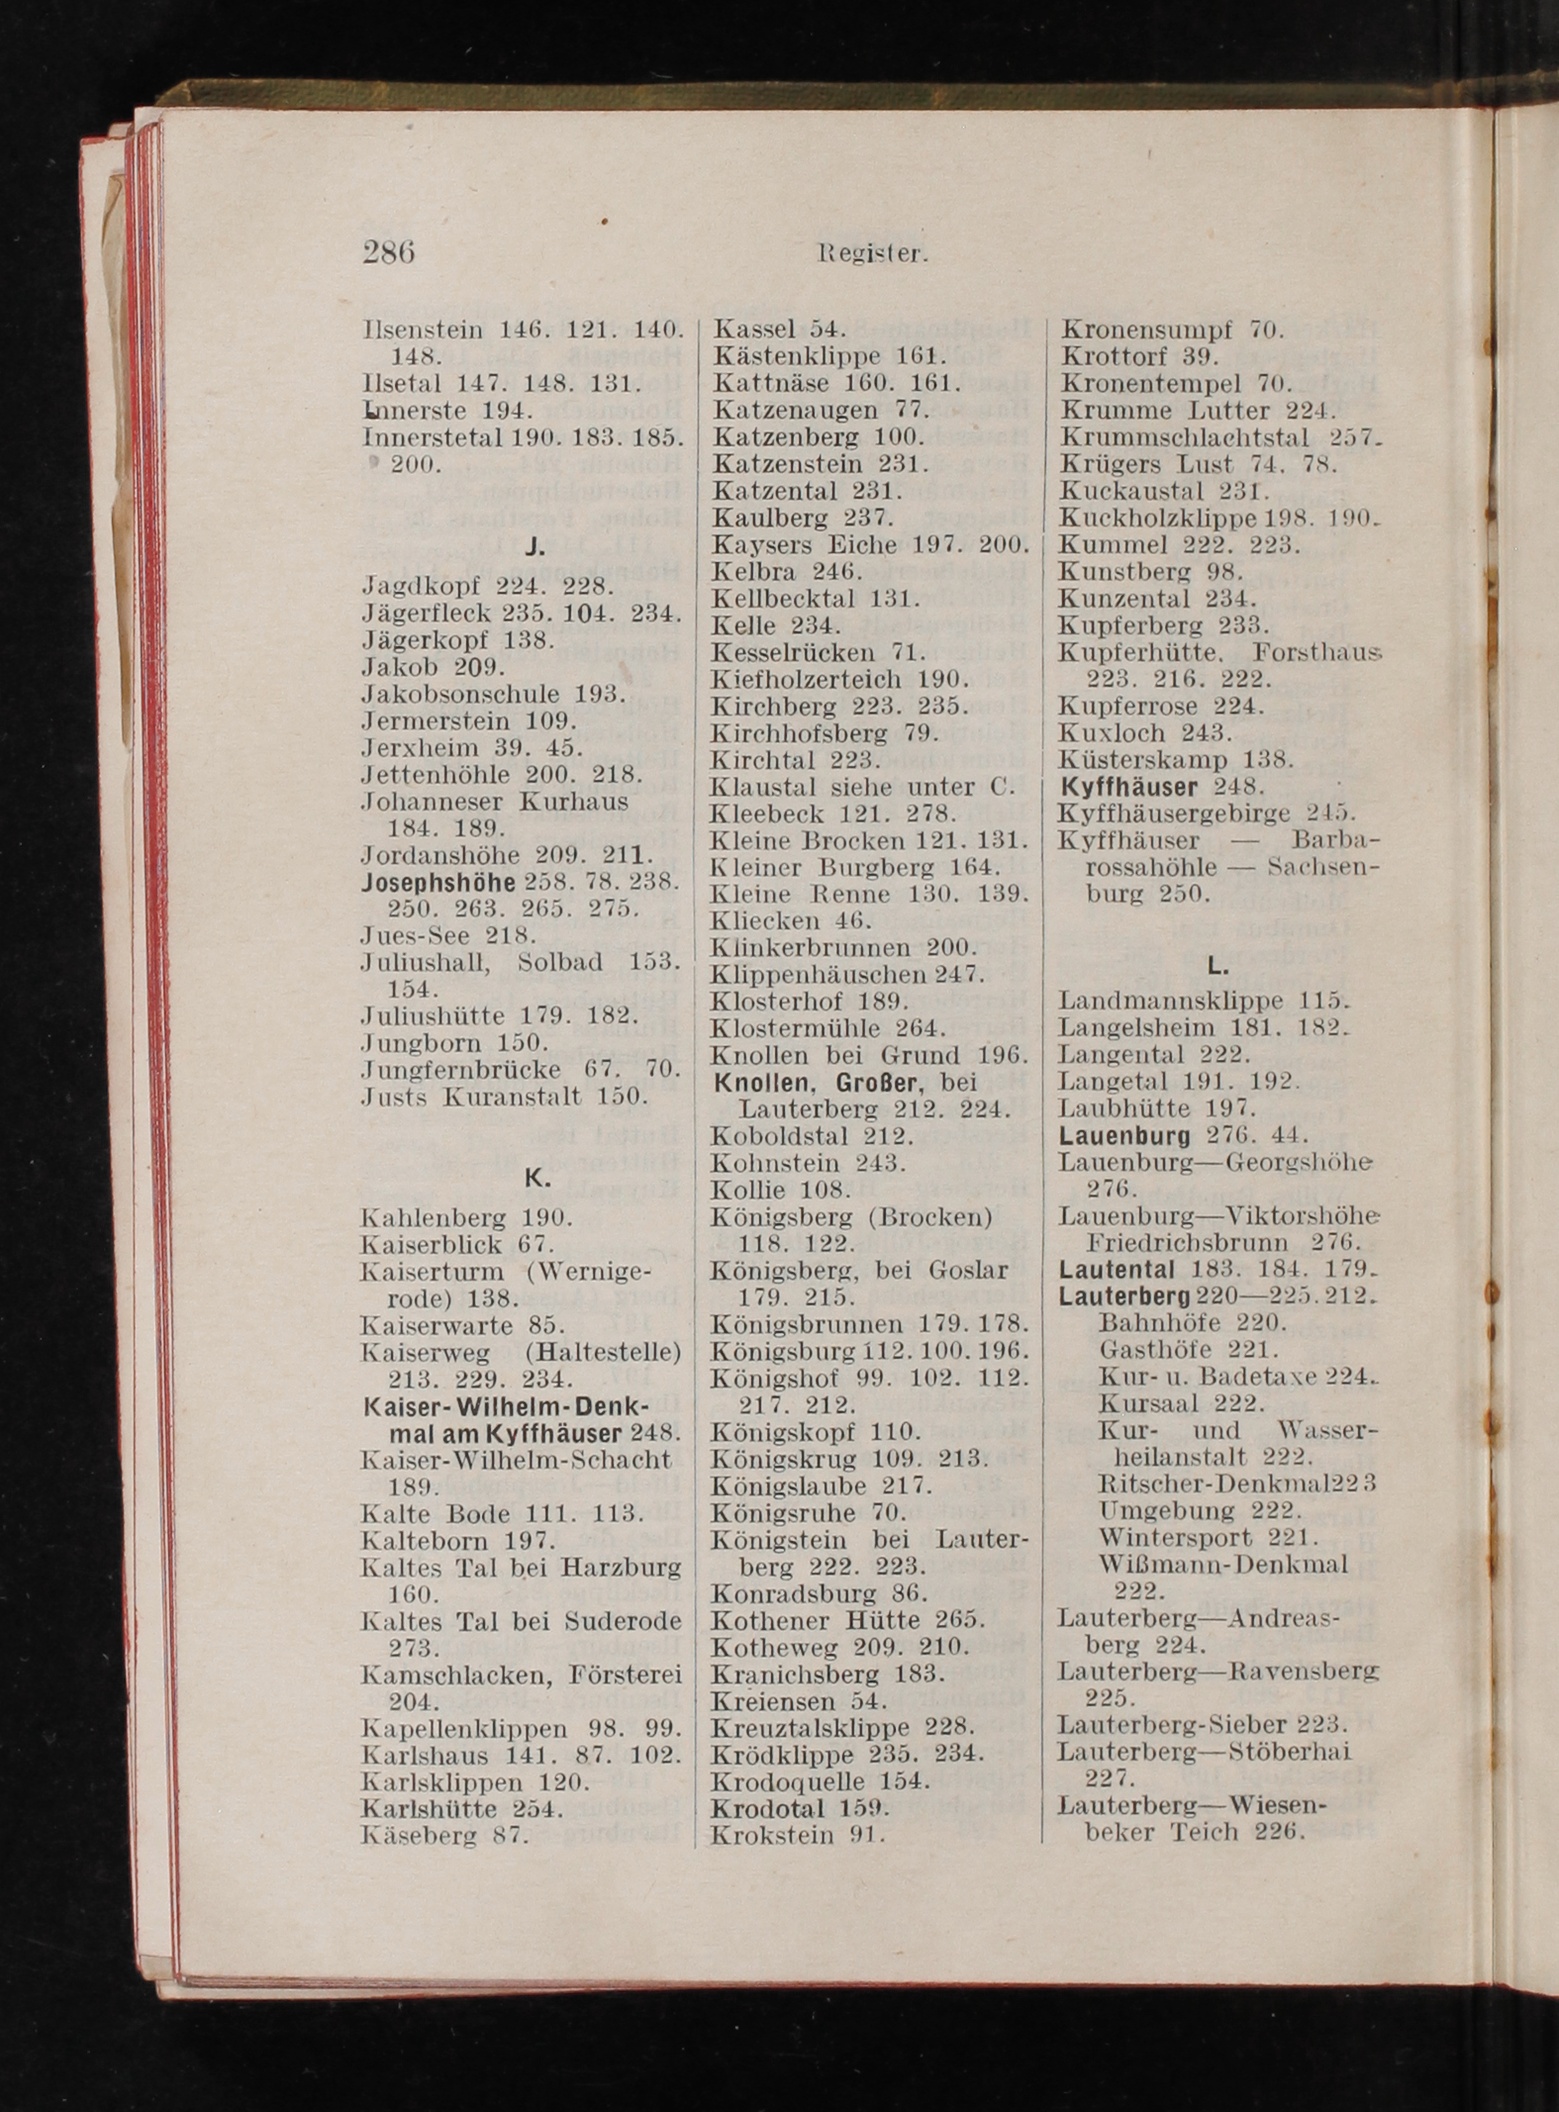 286
Register.
Ilsenstein 146. 121. 140.
148.
Ilsetal 147. 148. 131.
Innerste 194.
Innerstetal 190. 183. 185.
200.
J.
Jagdkopf 224. 228.
Jägerfleck 235. 104. 234.
Jägerkopf 138.
Jakob 209.
Jakobsonschule 193.
Jermerstein 109.
Jerxheim 39. 45.
Jettenhöhle 200. 218.
Johanneser Kurhaus
184. 189.
Jordanshöhe 209. 211.
Josephshöhe 258. 78. 238.
250. 263. 265. 275.
Jues-See 218.
Juliushall, Solbad 153.
154.
Juliushütte 179. 182.
Jungborn 150.
Jungfernbrücke 67. 70.
Justs Kuranstalt 150.
K.
Kahlenberg 190.
Kaiserblick 67.
Kaiserturm (Wernige-
rode) 138.
Kaiserwarte 85.
Kaiserweg (Haltestelle)
213. 229. 234.
Kaiser-Wilhelm-Denk-
mal am Kyffhäuser 248.
Kaiser-Wilhelm-Schacht
189.
Kalte Bode 111. 113.
Kalteborn 197.
Kaltes Tal bei Harzburg
160.
Kaltes Tal bei Suderode
273.
Kamschlacken, Försterei
204.
Kapellenklippen 98. 99.
Karlshaus 141. 87. 102.
Karlsklippen 120.
Karlshütte 254.
Käseberg 87.
Kassel 54.
Kästenklippe 161.
Kattnäse 160. 161.
Katzenaugen 77.
Katzenberg 100.
Katzenstein 231.
Katzental 231.
Kaulberg 237.
Kaysers Eiche 197. 200.
Kelbra 246.
Kellbecktal 131.
Kelle 234.
Kesselrücken 71.
Kiefholzerteich 190.
Kirchberg 223. 235.
Kirchhofsberg 79.
Kirchtal 223.
Klaustal siehe unter C.
Kleebeck 121. 278.
Kleine Brocken 121. 131.
Kleiner Burgberg 164.
Kleine Renne 130. 139.
Kliecken 46.
Klinkerbrunnen 200.
Klippenhäuschen 247.
Klosterhof 189.
Klostermühle 264.
Knollen bei Grund 196.
Knollen, Großer, bei
Lauterberg 212. 224.
Koboldstal 212.
Kohnstein 243.
Kollie 108.
Königsberg (Brocken)
118. 122.
Königsberg, bei Goslar
179. 215.
Königsbrunnen 179. 178.
Königsburg 112. 100. 196.
Königshof 99. 102. 112.
217. 212.
Königskopf 110.
Königskrug 109. 213.
Königslaube 217.
Königsruhe 70.
Königstein bei Lauter-
berg 222. 223.
Konradsburg 86.
Kothener Hütte 265.
Kotheweg 209. 210.
Kranichsberg 183.
Kreiensen 54.
Kreuztalsklippe 228.
Krödklippe 235. 234.
Krodoquelle 154.
Krodotal 159.
Krokstein 91.
Kronensumpf 70.
Krottorf 39.
Kronentempel 70.
Krumme Lutter 224.
Krummschlachtstal 257.
Krügers Lust 74. 78.
Kuckaustal 231.
Kuckholzklippe 198. 190.
Kummel 222. 223.
Kunstberg 98.
Kunzental 234.
Kupferberg 233.
Kupferhütte, Forsthaus
223. 216. 222.
Kupferrose 224.
Kuxloch 243.
Küsterskamp 138.
Kyffhäuser 248.
Kyffhäusergebirge 245.
Kyffhäuser — Barba-
rossahöhle — Sachsen-
burg 250.
L.
Landmannsklippe 115.
Langelsheim 181. 182.
Langental 222.
Langetal 191. 192.
Laubhütte 197.
Lauenburg 276. 44.
Lauenburg—Georgshöhe
276.
Lauenburg—Viktorshöhe
Friedrichsbrunn 276.
Lautental 183. 184. 179.
Lauterberg 220—225. 212.
Bahnhöfe 220.
Gasthöfe 221.
Kur- u. Badetaxe 224.
Kursaal 222.
Kur- und Wasser-
heilanstalt 222.
Ritscher-Denkmal 223
Umgebung 222.
Wintersport 221.
Wißmann-Denkmal
222.
Lauterberg—Andreas-
berg 224.
Lauterberg—Ravensberg
225.
Lauterberg-Sieber 223.
Lauterberg—Stöberhai
227.
Lauterberg—Wiesen-
beker Teich 226.